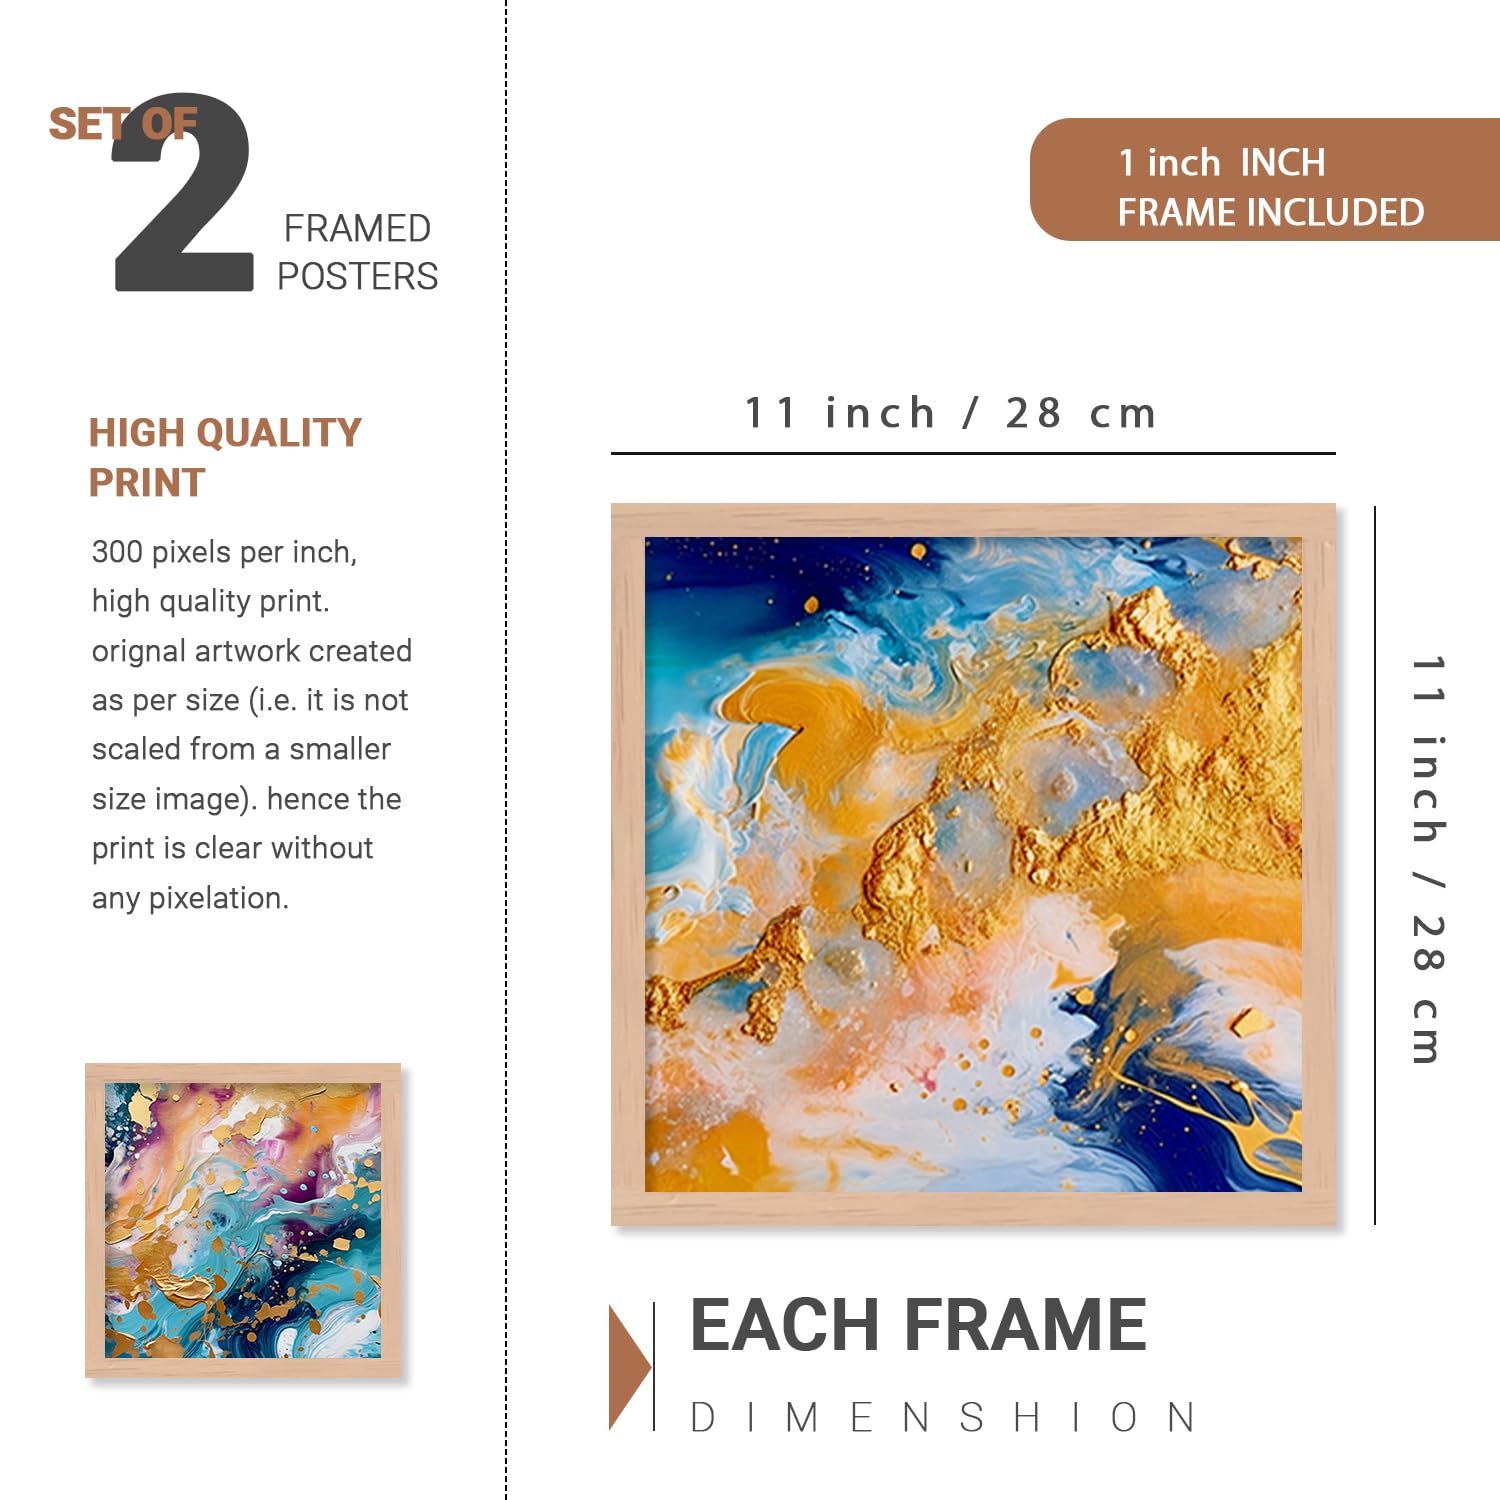 SET OF
2
FRAMED
POSTERS
HIGH QUALITY
PRINT
300 pixels per inch,
high quality print.
orignal artwork created
as per size (i.e. it is not
scaled from a smaller
size image). hence the
print is clear without
any pixelation.
1 inch INCH
FRAME INCLUDED
11 inch / 28 cm
11 inch / 28 cm
EACH FRAME
DIMENSHION